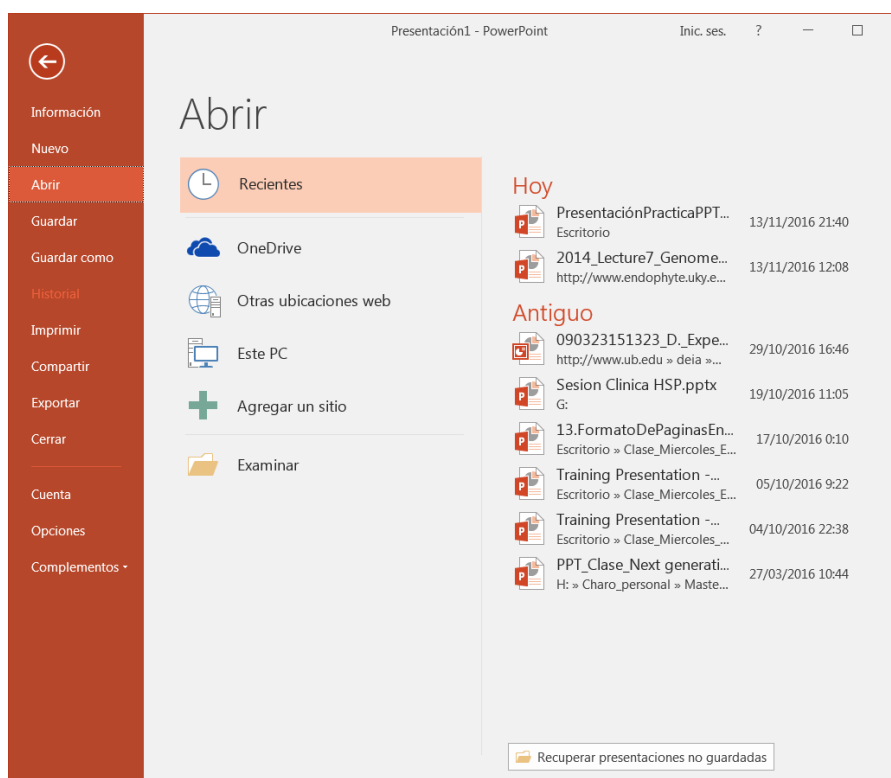 Presentación1 - PowerPoint
Inic. ses.
?
Información
Nuevo
Abrir
Guardar
Guardar como
Historial
Imprimir
Compartir
Exportar
Cerrar
Cuenta
Opciones
Complementos
Abrir
Recientes
OneDrive
Otras ubicaciones web
Este PC
Agregar un sitio
Examinar
Hoy
PresentaciónPracticaPPT... 13/11/2016 21:40
Escritorio
2014_Lecture7_Genome... 13/11/2016 12:08
http://www.endophyte.uky.e...
Antiguo
090323151323_D._Expe... 29/10/2016 16:46
http://www.ub.edu » deia »...
Sesion Clinica HSP.pptx 19/10/2016 11:05
G:
13.FormatoDePaginasEn... 17/10/2016 0:10
Escritorio » Clase_Miercoles_E...
Training Presentation -... 05/10/2016 9:22
Escritorio » Clase_Miercoles_E...
Training Presentation -... 04/10/2016 22:38
Escritorio » Clase_Miercoles_...
PPT_Clase_Next generati... 27/03/2016 10:44
H: » Charo_personal » Maste...
Recuperar presentaciones no guardadas